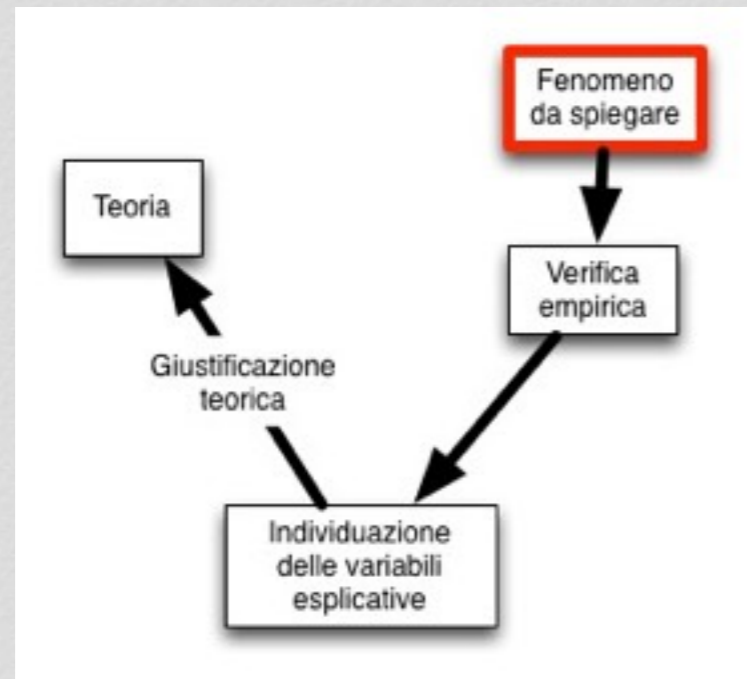 Fenomeno
da spiegare
Teoria
Verifica
empirica
Giustificazione
teorica
Individuazione
delle variabili
esplicative